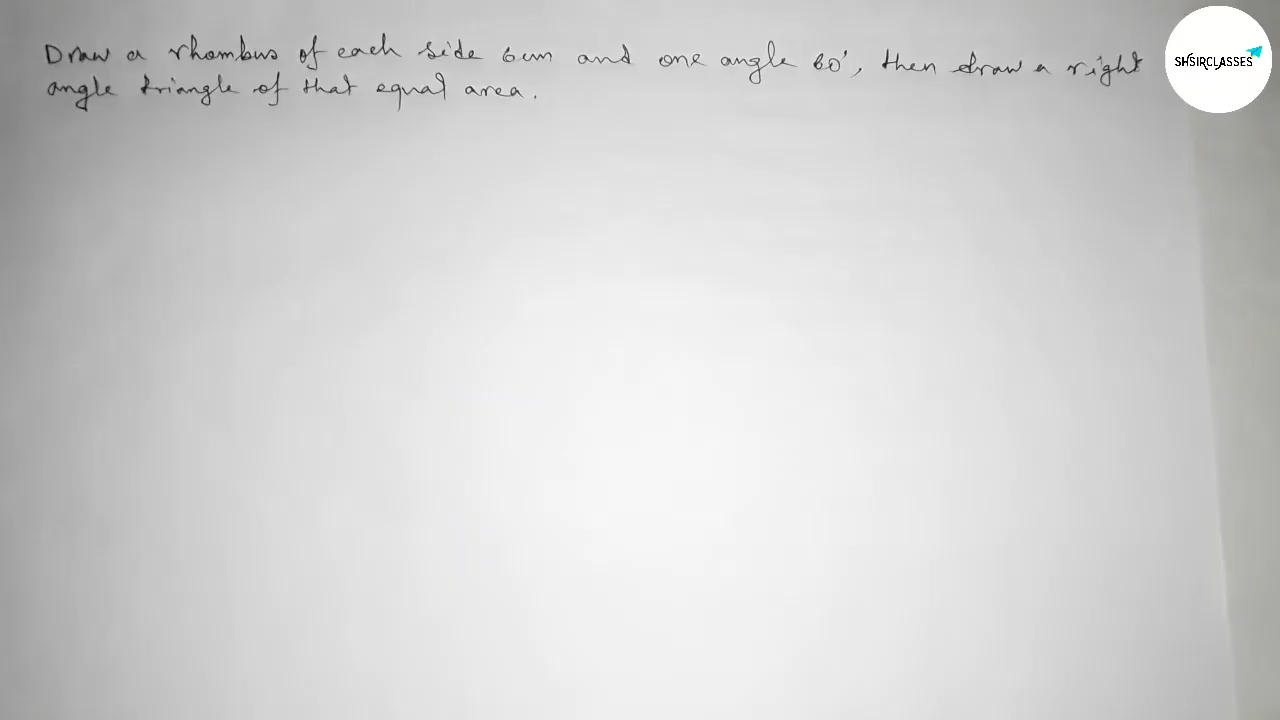 Draw a rhombus of each side 6cm and one angle 60°, then draw a right
angle triangle of that equal area.
SHSIRCLASSES